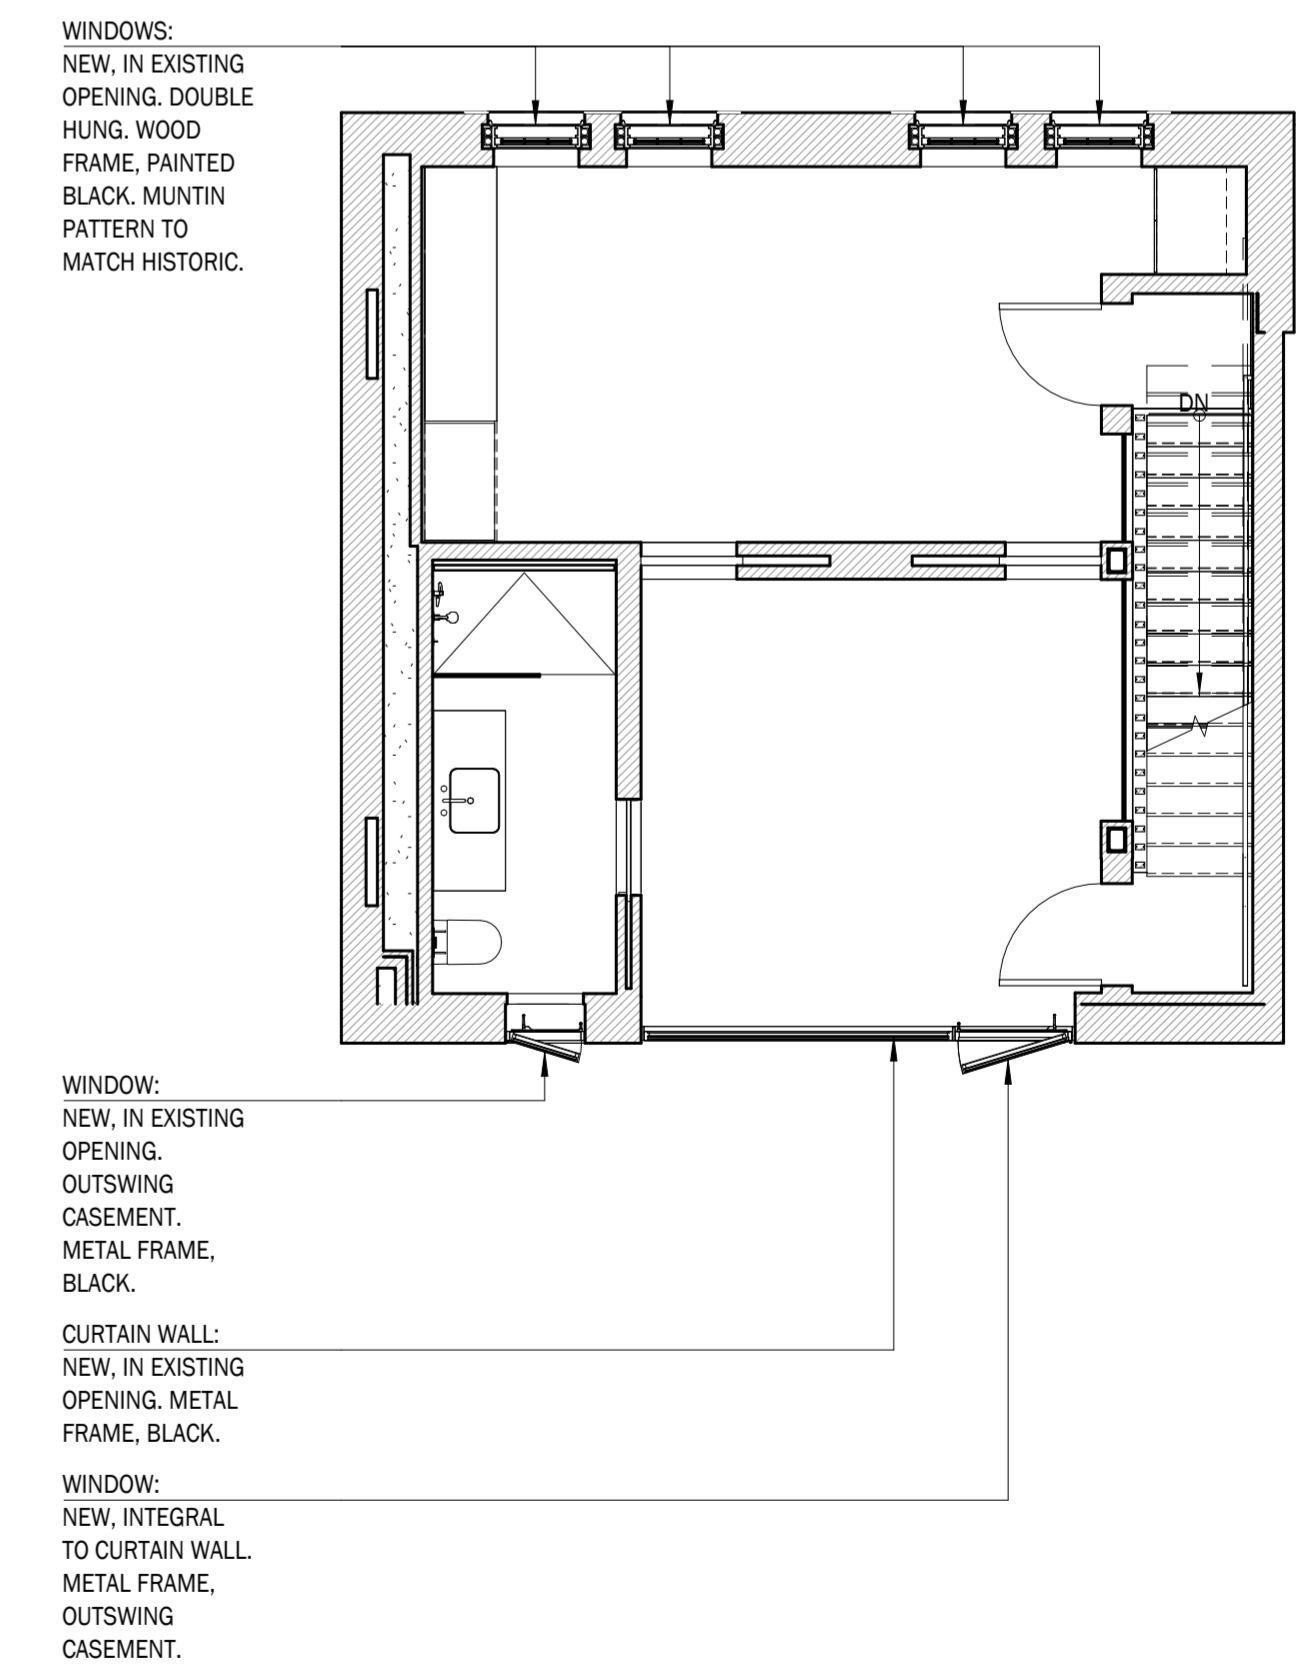 WINDOWS:
NEW, IN EXISTING
OPENING. DOUBLE
HUNG. WOOD
FRAME, PAINTED
BLACK. MUNTIN
PATTERN TO
MATCH HISTORIC.
DN
WINDOW:
NEW, IN EXISTING
OPENING.
OUTSWING
CASEMENT.
METAL FRAME,
BLACK.
CURTAIN WALL:
NEW, IN EXISTING
OPENING. METAL
FRAME, BLACK.
WINDOW:
NEW, INTEGRAL
TO CURTAIN WALL.
METAL FRAME,
OUTSWING
CASEMENT.